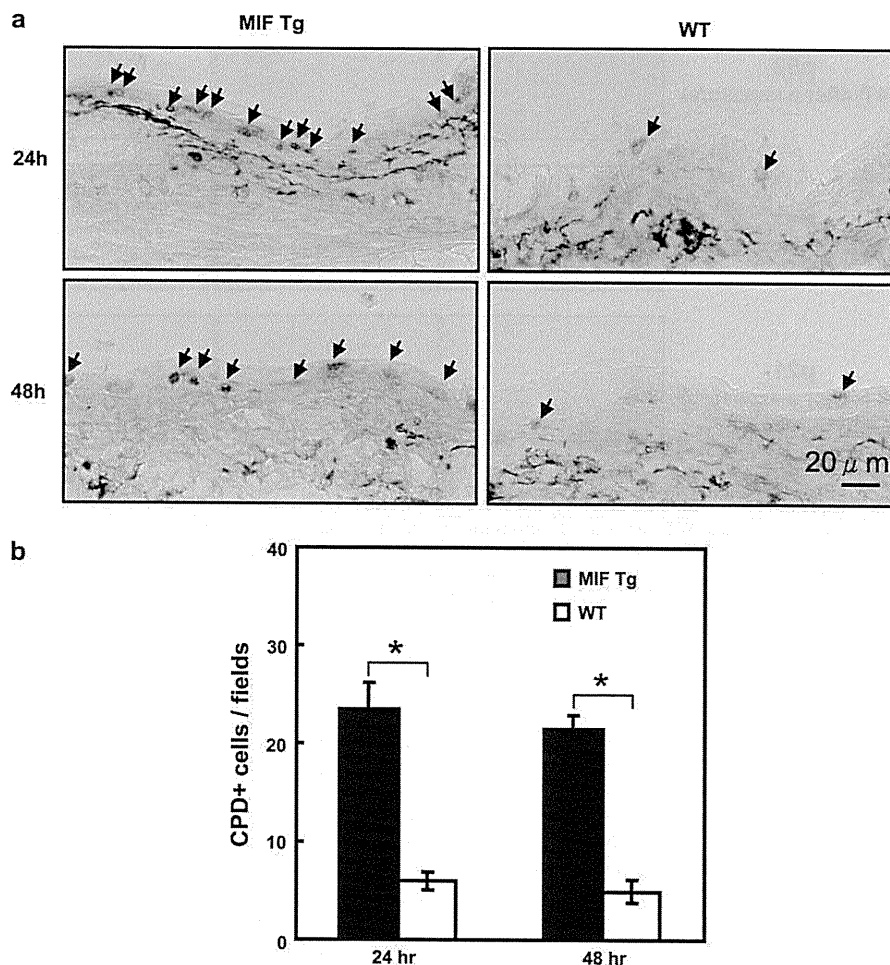 a
MIF Tg
WT
24h
48h
20 μ m
b
40
30
20
10
0
CPD+ cells / fields
MIF Tg
WT
*
*
24 hr
48 hr